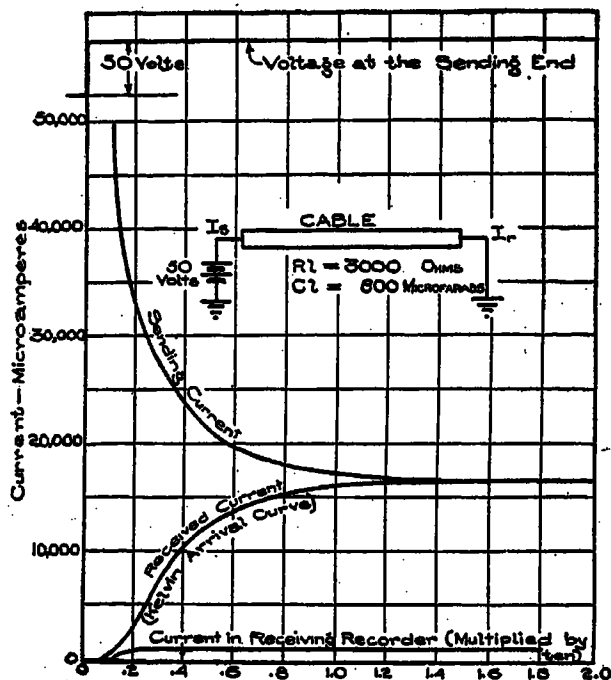 50 Volts
Voltage at the Sending End
50,000
40,000
30,000
20,000
10,000
0
Current—Microamperes
CABLE
Is
Ir
50
Volts
Rl = 3000 OHMS
Cl = 800 MICROFARADS
Sending Current
Received Current
(Kelvin Arrival Curve)
Current in Receiving Recorder (Multiplied by
ten)
0 .2 .4 .6 .8 1.0 1.2 1.4 1.6 1.8 2.0